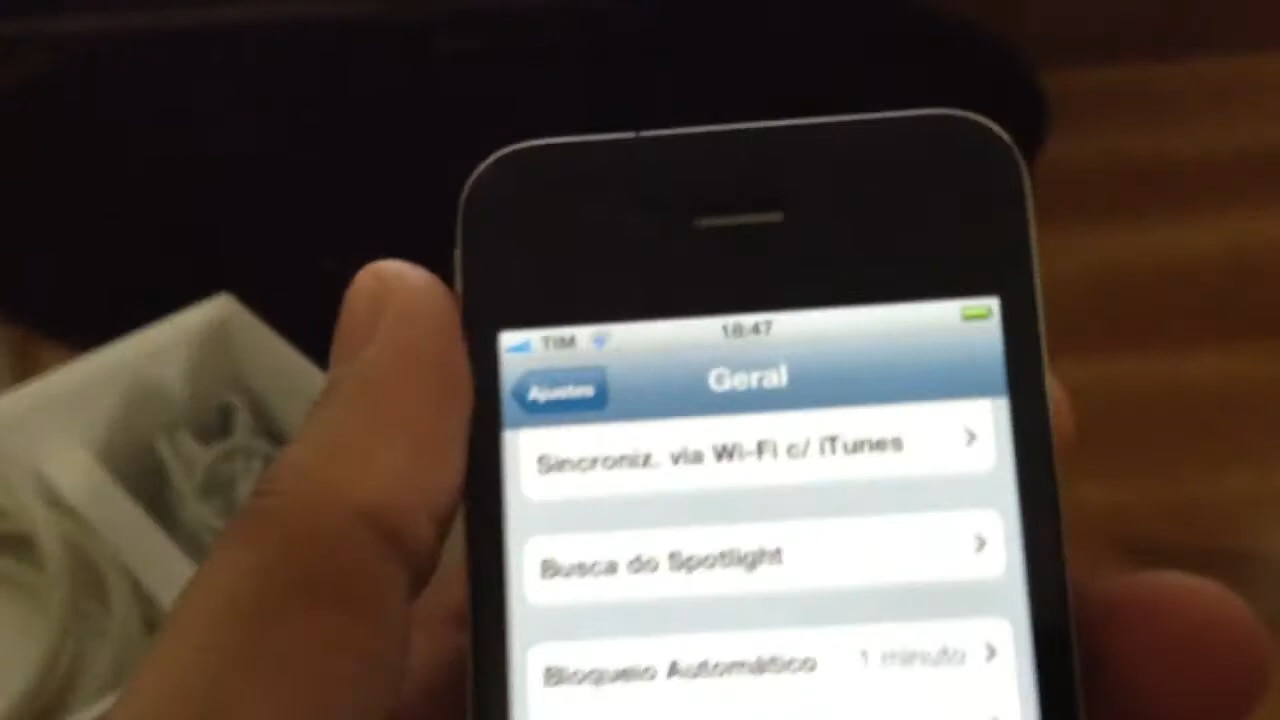 TIM 18:47
Ajustes Geral
Sincroniz. via Wi-Fi c/ iTunes
Busca do Spotlight
Bloqueio Automático 1 minuto